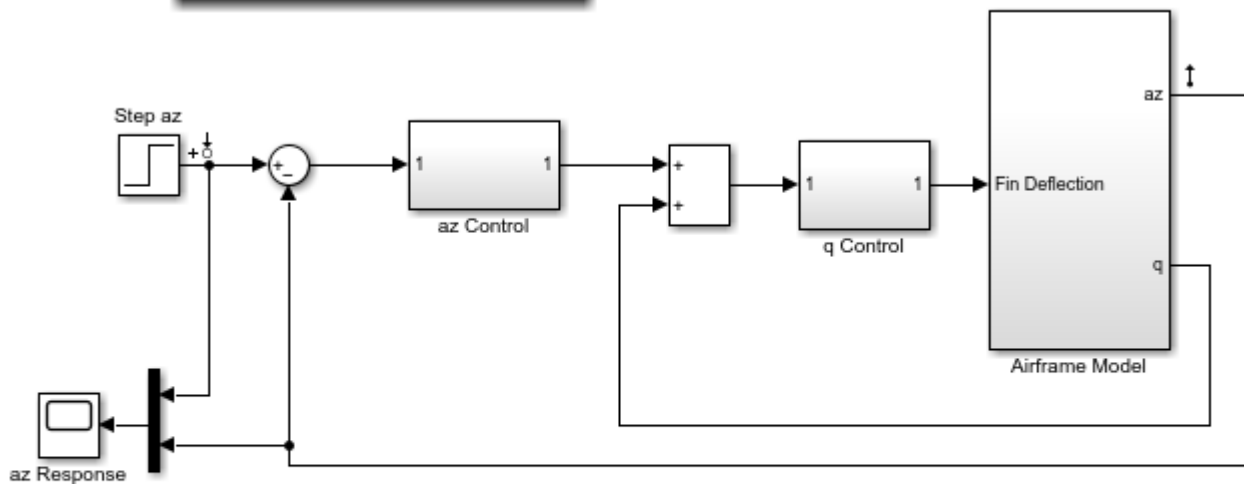 Step az
+
+
−
1
1
az Control
+
+
1
1
q Control
Fin Deflection
az
q
Airframe Model
az Response